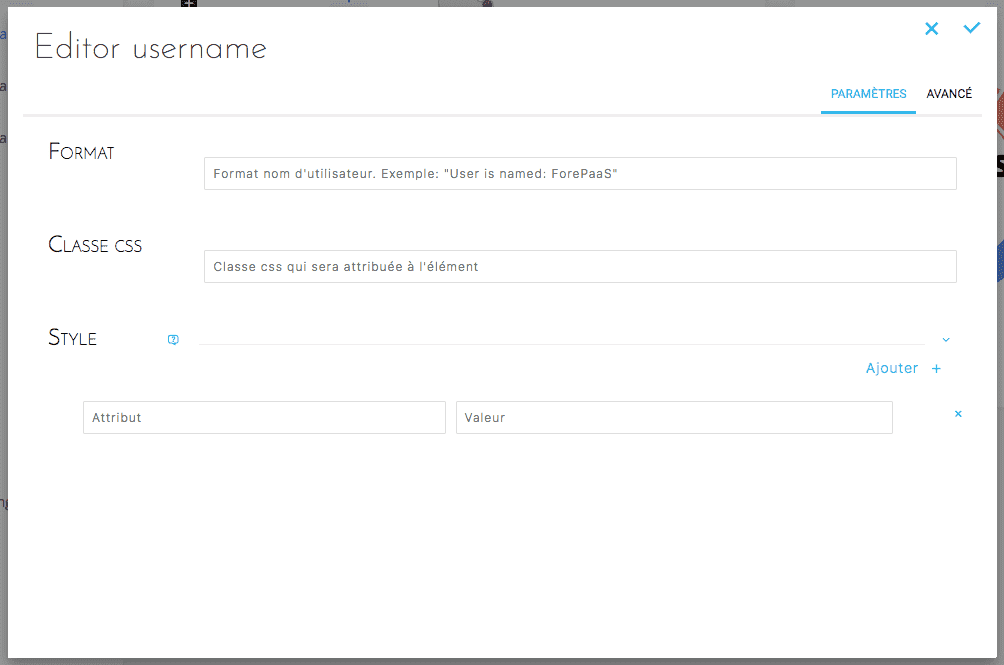 Editor username
PARAMÈTRES AVANCÉ
Format
Format nom d'utilisateur. Exemple: "User is named: ForePaaS"
Classe css
Classe css qui sera attribuée à l'élément
Style
Ajouter +
Attribut Valeur